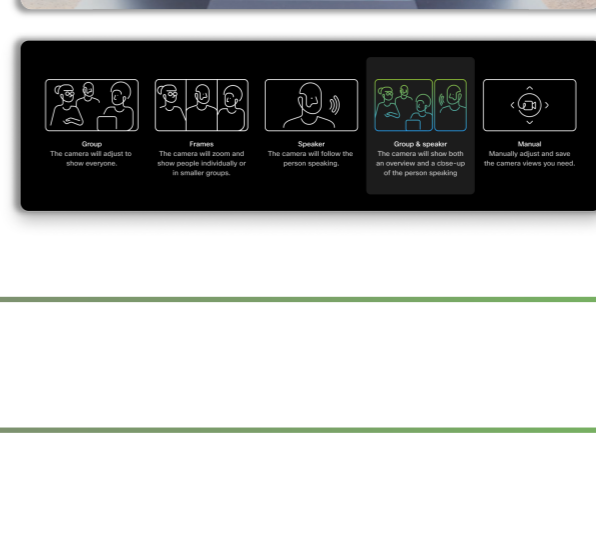 Group
The camera will adjust to
show everyone.
Frames
The camera will zoom and
show people individually or
in smaller groups.
Speaker
The camera will follow the
person speaking.
Group & speaker
The camera will show both
an overview and a close-up
of the person speaking
Manual
Manually adjust and save
the camera views you need.